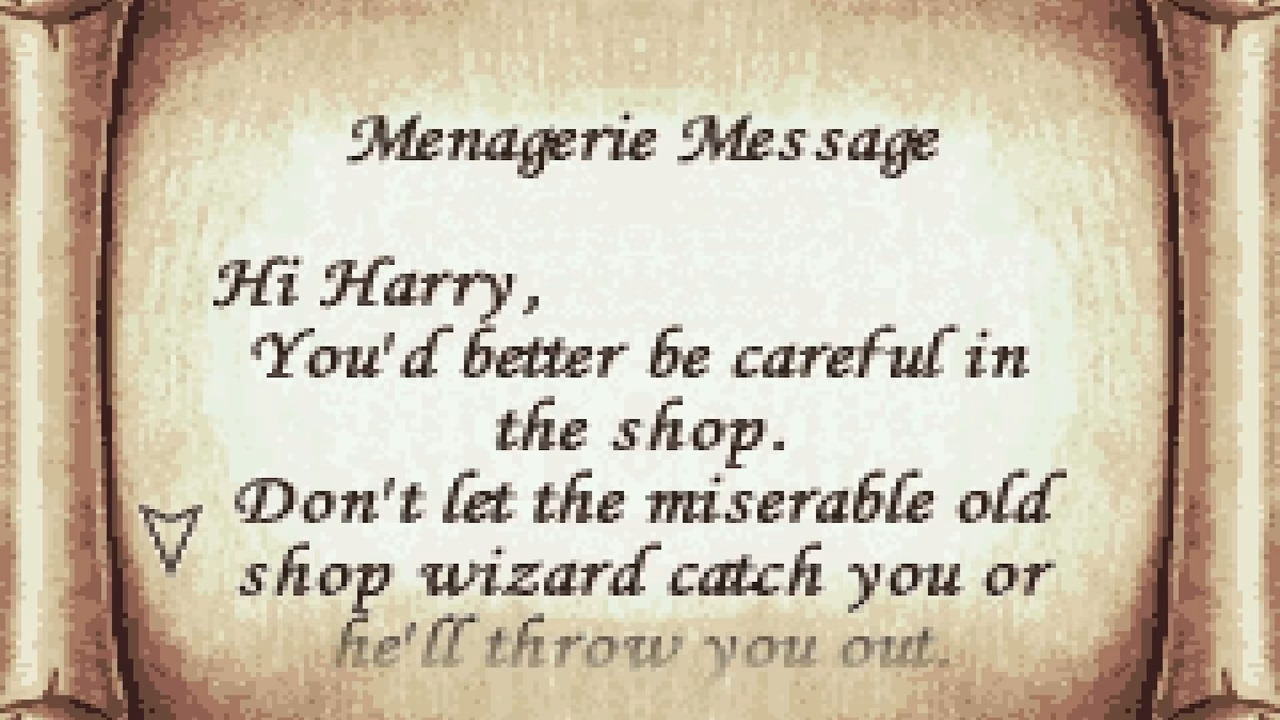 Menagerie Message
Hi Harry,
You'd better be careful in
the shop.
Don't let the miserable old
shop wizard catch you or
he'll throw you out.